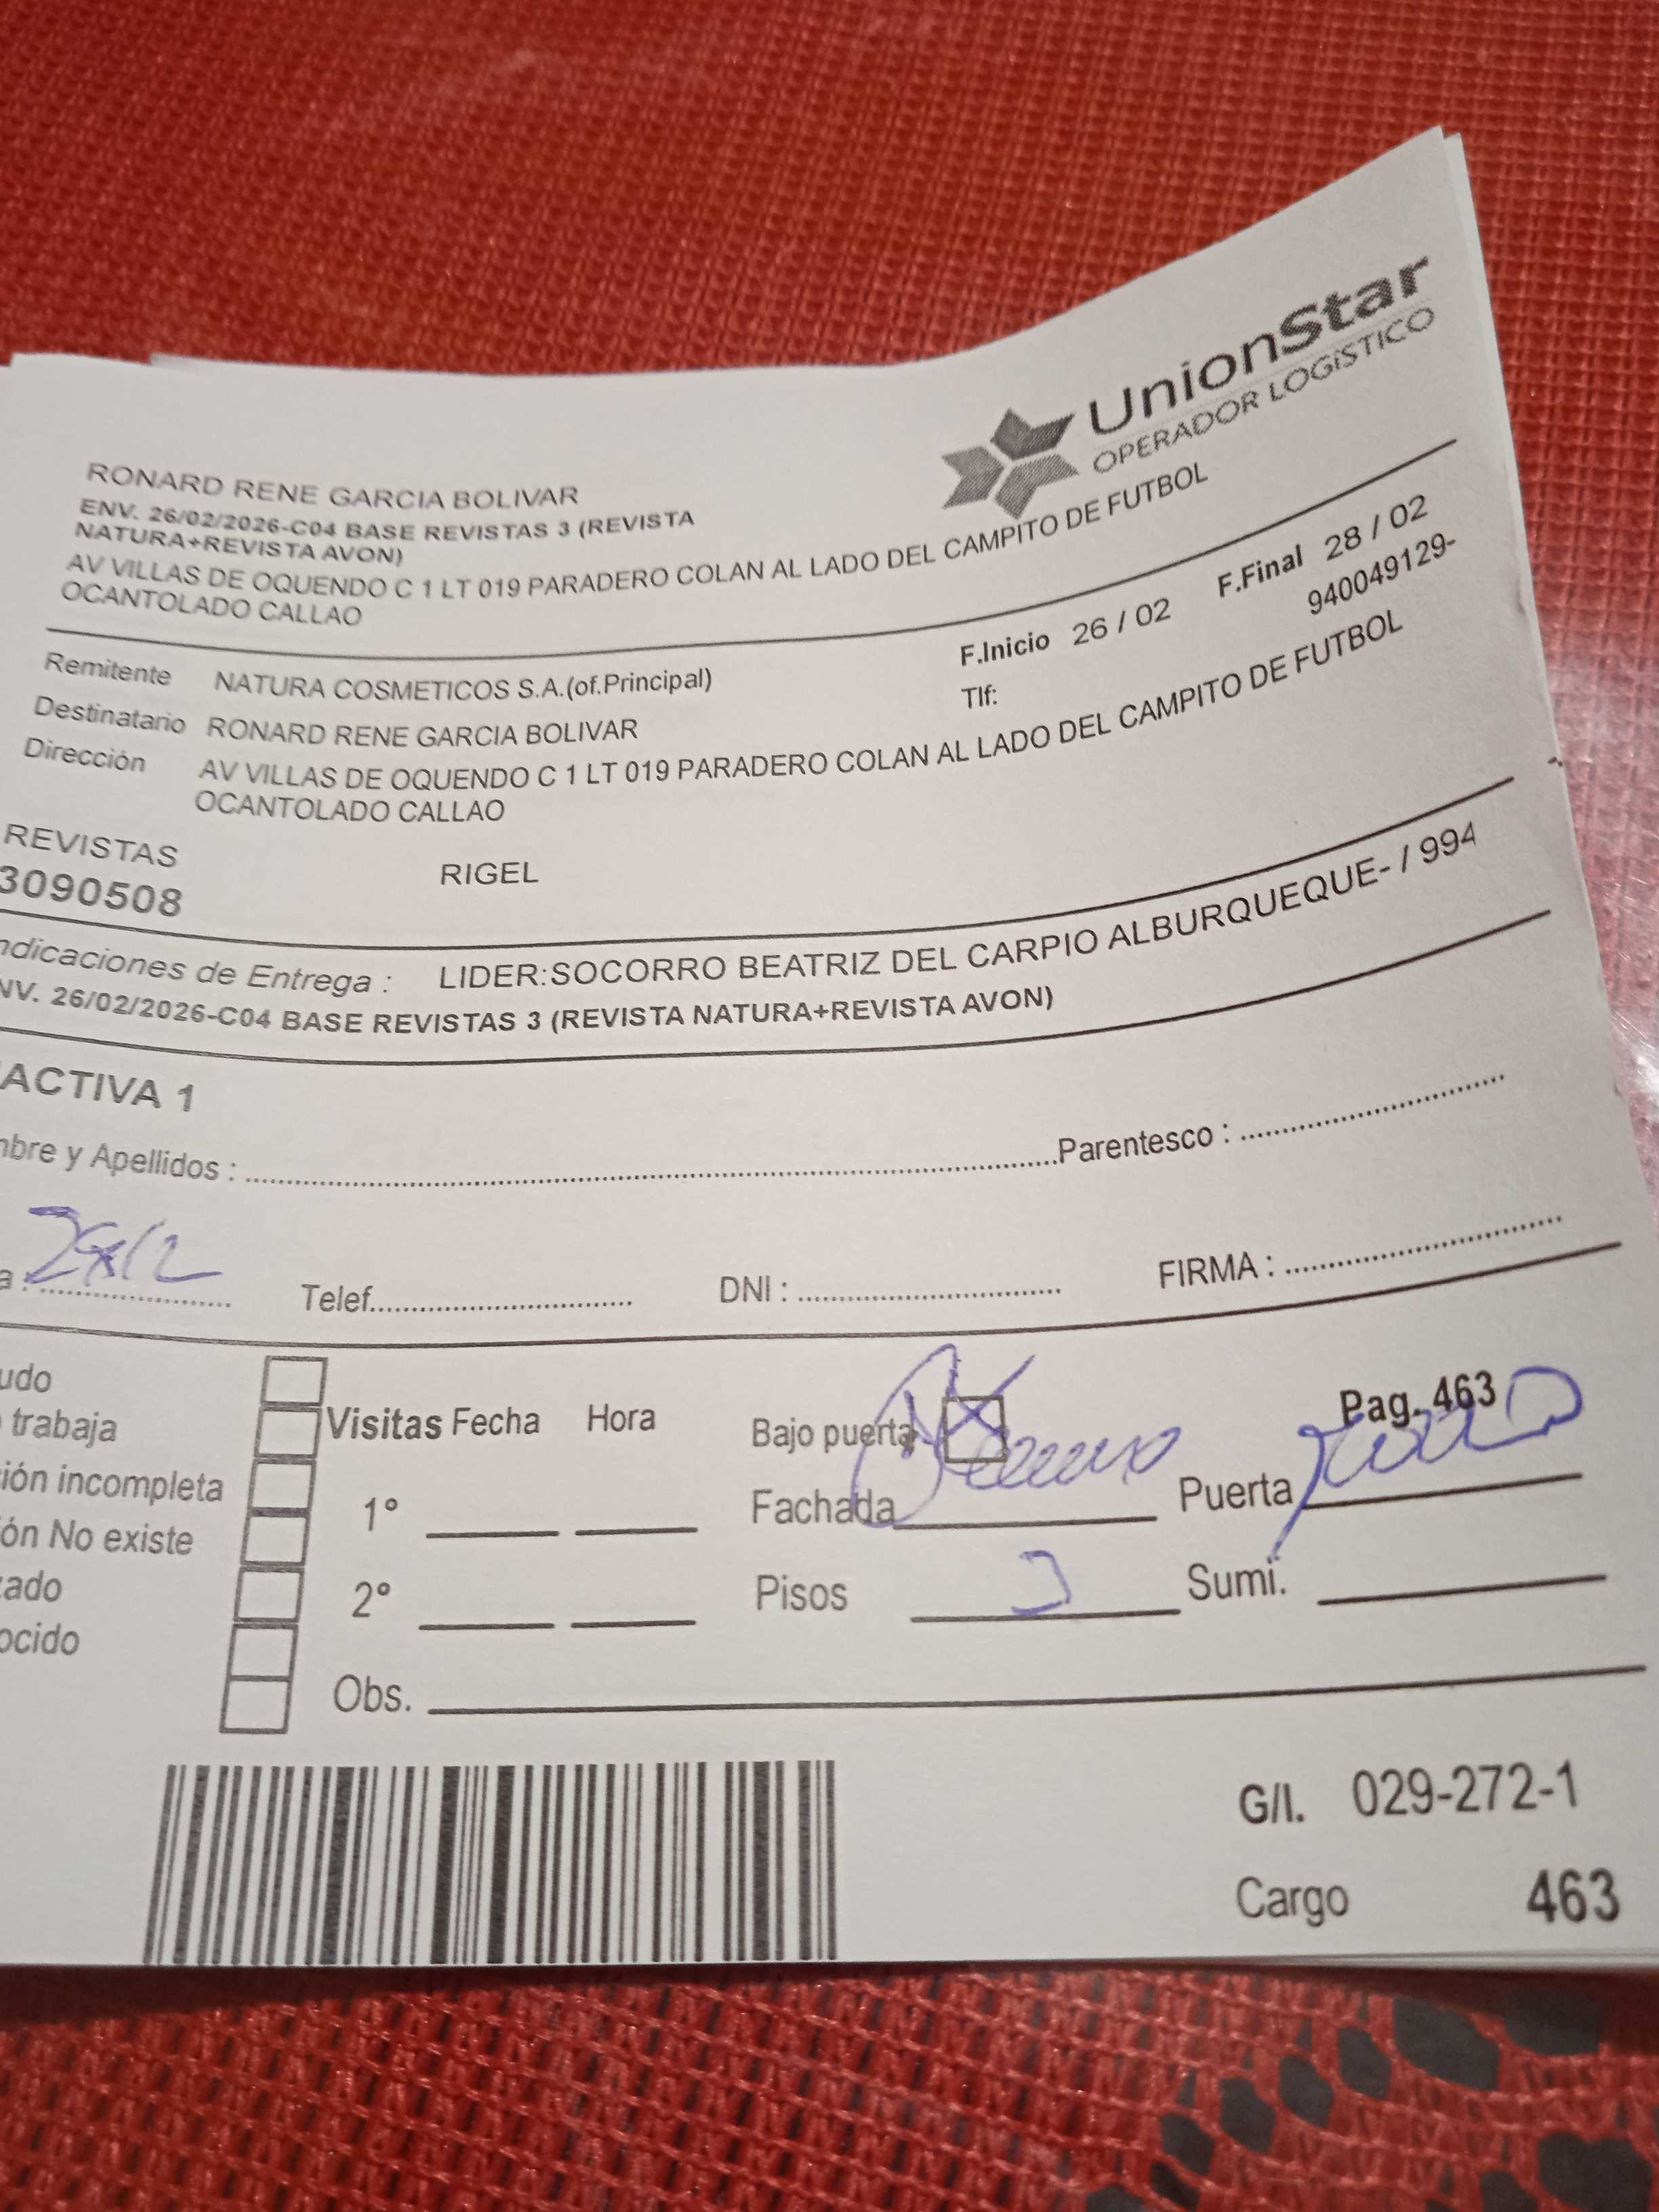 UnionStar
OPERADOR LOGISTICO
RONARD RENE GARCIA BOLIVAR
ENV. 26/02/2026-C04 BASE REVISTAS 3 (REVISTA
NATURA+REVISTA AVON)
AV VILLAS DE OQUENDO C 1 LT 019 PARADERO COLAN AL LADO DEL CAMPITO DE FUTBOL
OCANTOLADO CALLAO
F.Inicio 26 / 02 F.Final 28 / 02
Remitente NATURA COSMETICOS S.A.(of.Principal) Tlf: 940049129-
Destinatario RONARD RENE GARCIA BOLIVAR
Dirección AV VILLAS DE OQUENDO C 1 LT 019 PARADERO COLAN AL LADO DEL CAMPITO DE FUTBOL
OCANTOLADO CALLAO
REVISTAS
3090508 RIGEL
ndicaciones de Entrega : LIDER:SOCORRO BEATRIZ DEL CARPIO ALBURQUEQUE- / 994
NV. 26/02/2026-C04 BASE REVISTAS 3 (REVISTA NATURA+REVISTA AVON)
ACTIVA 1
mbre y Apellidos : Parentesco :
a : Telef. DNI : FIRMA :
udo
trabaja Visitas Fecha Hora Bajo puerta Pag. 463
ión incompleta 1° Fachada Puerta
ón No existe
ado 2° Pisos Sumi.
ocido
Obs.
G/I. 029-272-1
Cargo 463